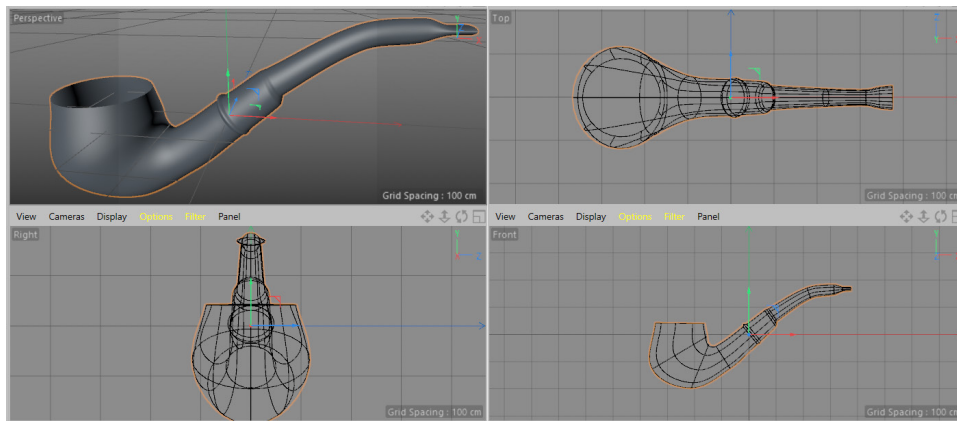 Perspective
Y
Grid Spacing : 100 cm
Top
Y
Grid Spacing : 100 cm
View Cameras Display Options Filter Panel
View Cameras Display Options Filter Panel
Right
Y
Z
Grid Spacing : 100 cm
Front
Y
Grid Spacing : 100 cm